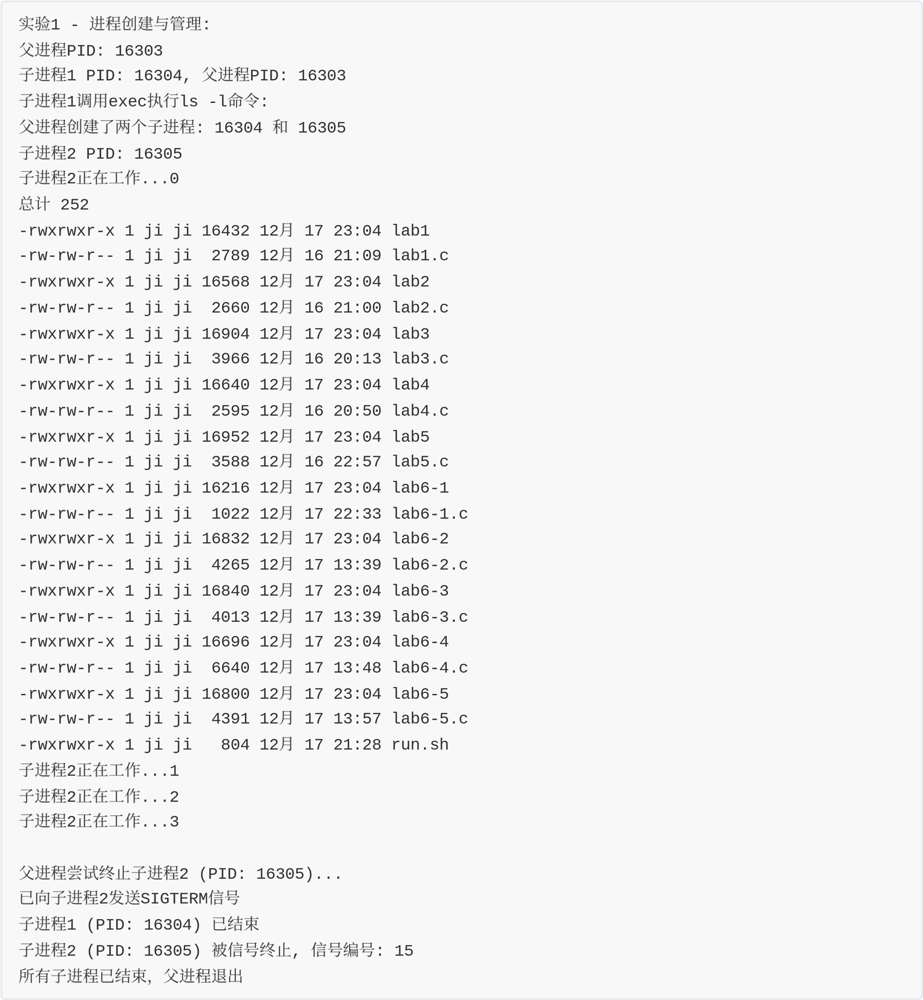 实验1 - 进程创建与管理:
父进程PID: 16303
子进程1 PID: 16304, 父进程PID: 16303
子进程1调用exec执行ls -l命令:
父进程创建了两个子进程: 16304 和 16305
子进程2 PID: 16305
子进程2正在工作...0
总计 252
-rwxrwxr-x 1 ji ji 16432 12月 17 23:04 lab1
-rw-rw-r-- 1 ji ji  2789 12月 16 21:09 lab1.c
-rwxrwxr-x 1 ji ji 16568 12月 17 23:04 lab2
-rw-rw-r-- 1 ji ji  2660 12月 16 21:00 lab2.c
-rwxrwxr-x 1 ji ji 16904 12月 17 23:04 lab3
-rw-rw-r-- 1 ji ji  3966 12月 16 20:13 lab3.c
-rwxrwxr-x 1 ji ji 16640 12月 17 23:04 lab4
-rw-rw-r-- 1 ji ji  2595 12月 16 20:50 lab4.c
-rwxrwxr-x 1 ji ji 16952 12月 17 23:04 lab5
-rw-rw-r-- 1 ji ji  3588 12月 16 22:57 lab5.c
-rwxrwxr-x 1 ji ji 16216 12月 17 23:04 lab6-1
-rw-rw-r-- 1 ji ji  1022 12月 17 22:33 lab6-1.c
-rwxrwxr-x 1 ji ji 16832 12月 17 23:04 lab6-2
-rw-rw-r-- 1 ji ji  4265 12月 17 13:39 lab6-2.c
-rwxrwxr-x 1 ji ji 16840 12月 17 23:04 lab6-3
-rw-rw-r-- 1 ji ji  4013 12月 17 13:39 lab6-3.c
-rwxrwxr-x 1 ji ji 16696 12月 17 23:04 lab6-4
-rw-rw-r-- 1 ji ji  6640 12月 17 13:48 lab6-4.c
-rwxrwxr-x 1 ji ji 16800 12月 17 23:04 lab6-5
-rw-rw-r-- 1 ji ji  4391 12月 17 13:57 lab6-5.c
-rwxrwxr-x 1 ji ji   804 12月 17 21:28 run.sh
子进程2正在工作...1
子进程2正在工作...2
子进程2正在工作...3

父进程尝试终止子进程2 (PID: 16305)...
已向子进程2发送SIGTERM信号
子进程1 (PID: 16304) 已结束
子进程2 (PID: 16305) 被信号终止, 信号编号: 15
所有子进程已结束，父进程退出